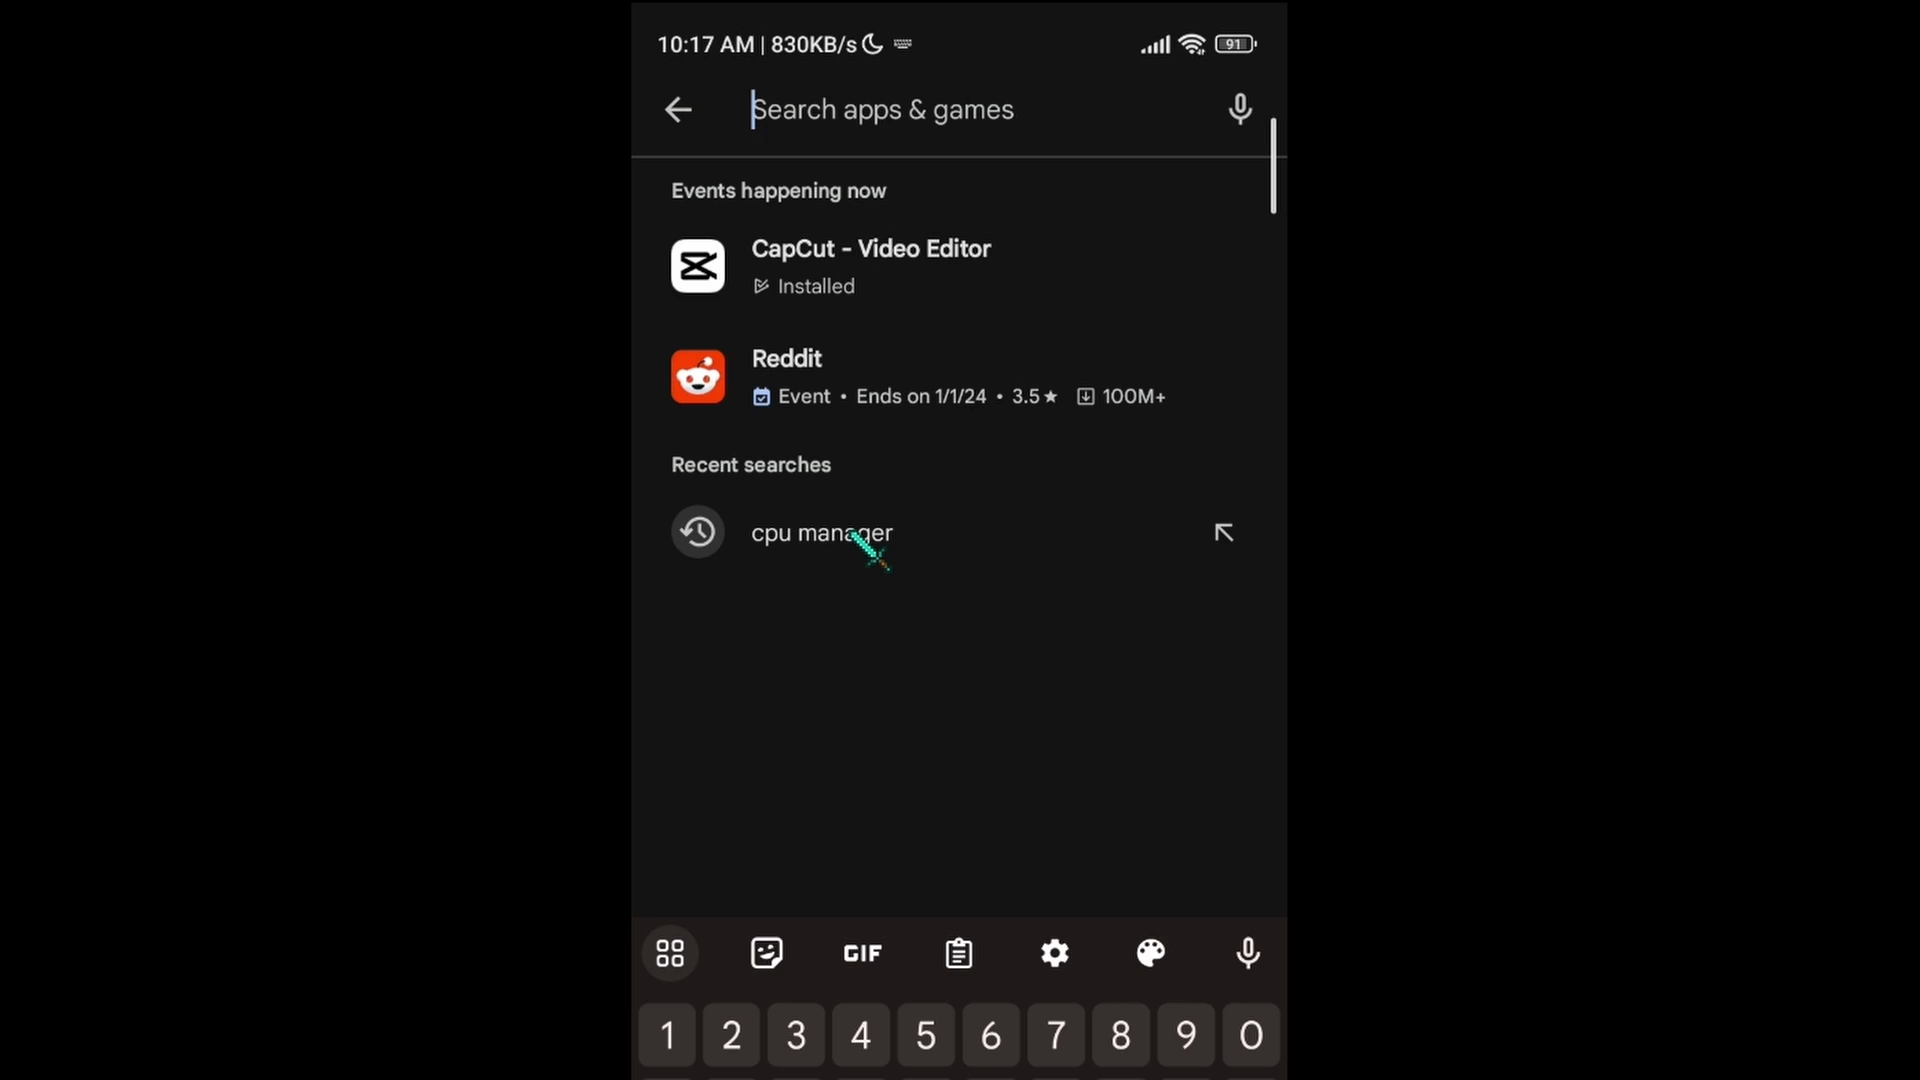 10:17 AM | 830KB/s 91
Search apps & games
Events happening now
CapCut - Video Editor
Installed
Reddit
Event • Ends on 1/1/24 • 3.5★ 100M+
Recent searches
cpu manager
GIF
1 2 3 4 5 6 7 8 9 0